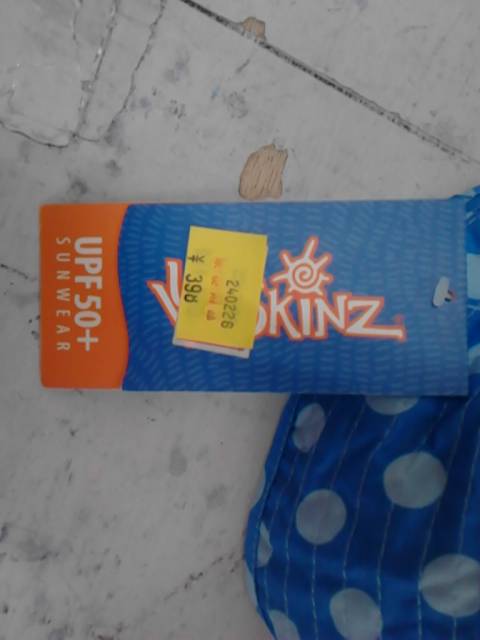 UPF 50+
SUNWEAR
SKINZ
240226
¥ 398